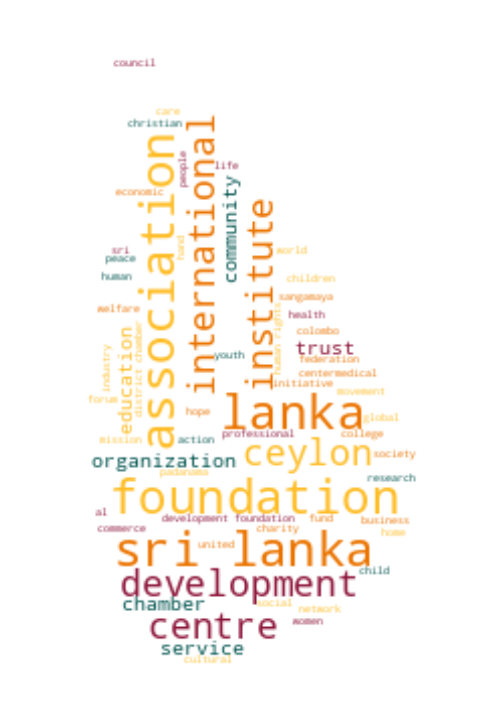 council
care
christian
association
international
people
life
community
economic
institute
hand
sri
peace
world
human
children
sangamaya
welfare
health
human rights
colombo
education
district chamber
industry
trust
youth
federation
centermedical
initiative
movement
forum
lanka
hope
global
professional
college
mission
action
ceylon
society
organization
padanama
research
foundation
al
development foundation
fund
business
commerce
charity
home
sri lanka
united
child
development
chamber
social
network
centre
women
service
cultural